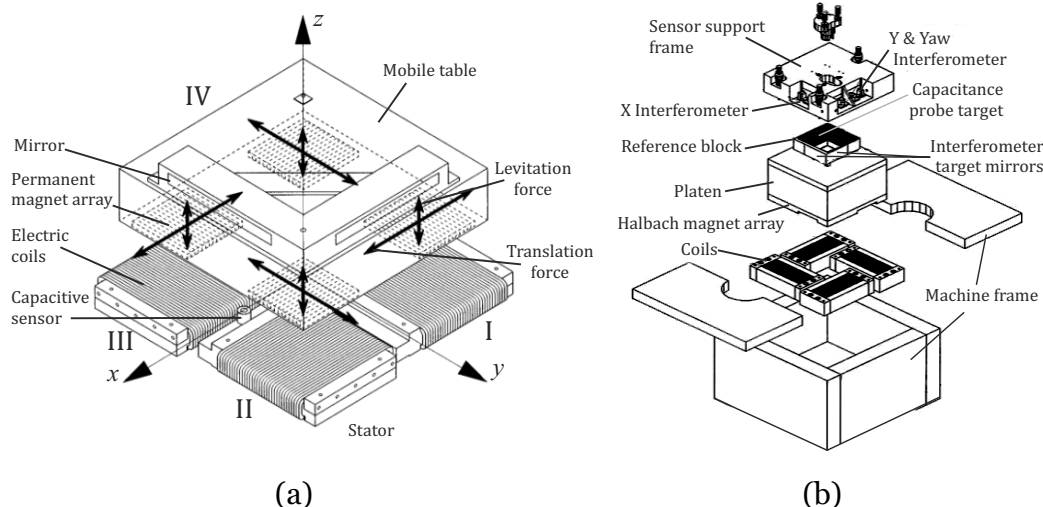 z
Mobile table
IV
Mirror
Permanent
magnet array
Electric
coils
Capacitive
sensor
III
x
II
Stator
I
y
Levitation
force
Translation
force
(a)
Sensor support
frame
Y & Yaw
Interferometer
X Interferometer
Capacitance
probe target
Reference block
Interferometer
target mirrors
Platen
Halbach magnet array
Coils
Machine frame
(b)